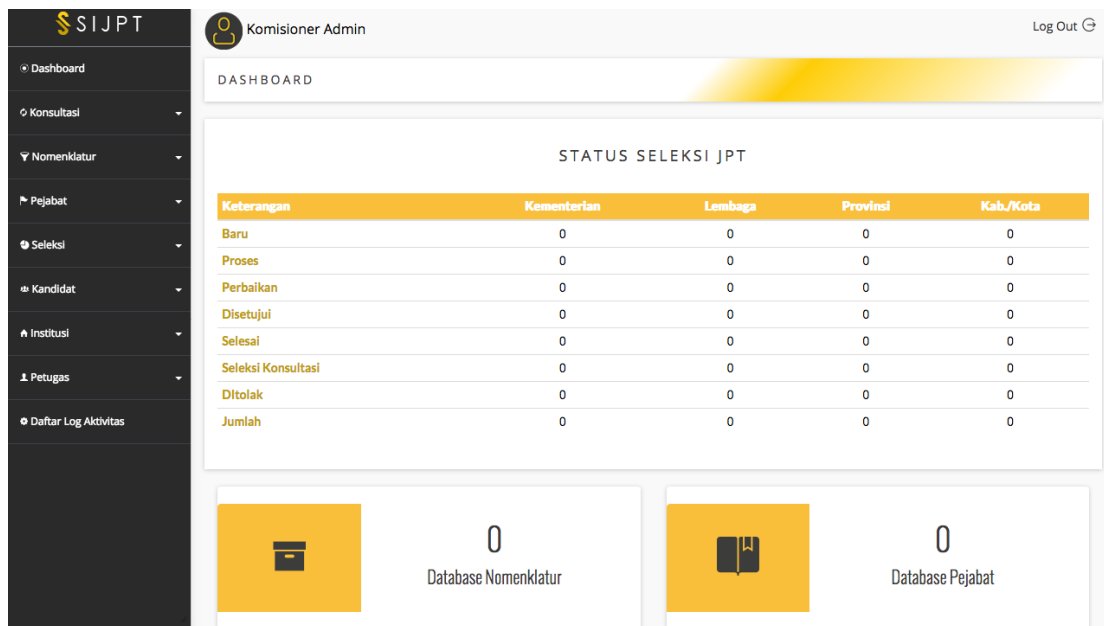 SIJPT
Komisioner Admin
Log Out
Dashboard
Konsultasi
Nomenklatur
Pejabat
Seleksi
Kandidat
Institusi
Petugas
Daftar Log Aktivitas
DASHBOARD
STATUS SELEKSI JPT
Keterangan Kementerian Lembaga Provinsi Kab./Kota
Baru 0 0 0 0
Proses 0 0 0 0
Perbaikan 0 0 0 0
Disetujui 0 0 0 0
Selesai 0 0 0 0
Seleksi Konsultasi 0 0 0 0
DItolak 0 0 0 0
Jumlah 0 0 0 0
0
Database Nomenklatur
0
Database Pejabat